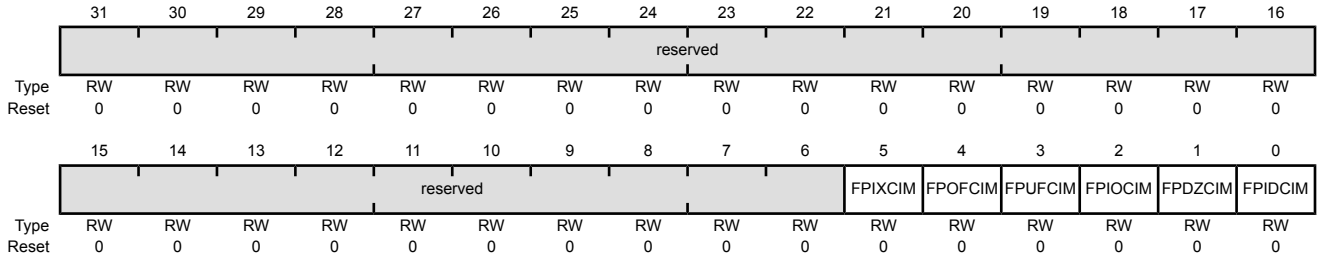 31 30 29 28 27 26 25 24 23 22 21 20 19 18 17 16
reserved
Type RW RW RW RW RW RW RW RW RW RW RW RW RW RW RW RW
Reset 0 0 0 0 0 0 0 0 0 0 0 0 0 0 0 0
15 14 13 12 11 10 9 8 7 6 5 4 3 2 1 0
reserved FPIXCIM FPOFCIM FPUFCIM FPIOCIM FPDZCIM FPIDCIM
Type RW RW RW RW RW RW RW RW RW RW RW RW RW RW RW RW
Reset 0 0 0 0 0 0 0 0 0 0 0 0 0 0 0 0